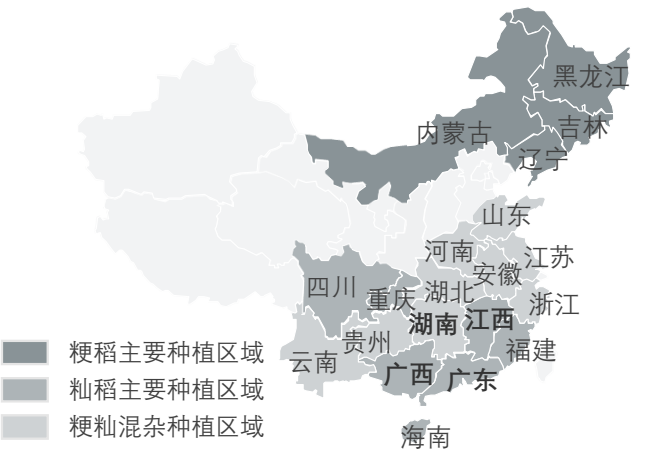 黑龙江
内蒙古
吉林
辽宁
山东
河南
江苏
安徽
四川
重庆
湖北
浙江
湖南
江西
贵州
福建
云南
广西
广东
海南
粳稻主要种植区域
籼稻主要种植区域
粳籼混杂种植区域